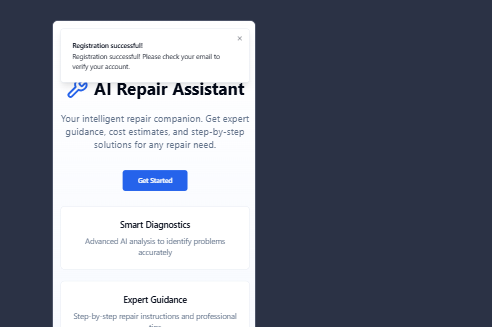 Registration successful!
Registration successful! Please check your email to
verify your account.
AI Repair Assistant
Your intelligent repair companion. Get expert
guidance, cost estimates, and step-by-step
solutions for any repair need.
Get Started
Smart Diagnostics
Advanced AI analysis to identify problems
accurately
Expert Guidance
Step-by-step repair instructions and professional